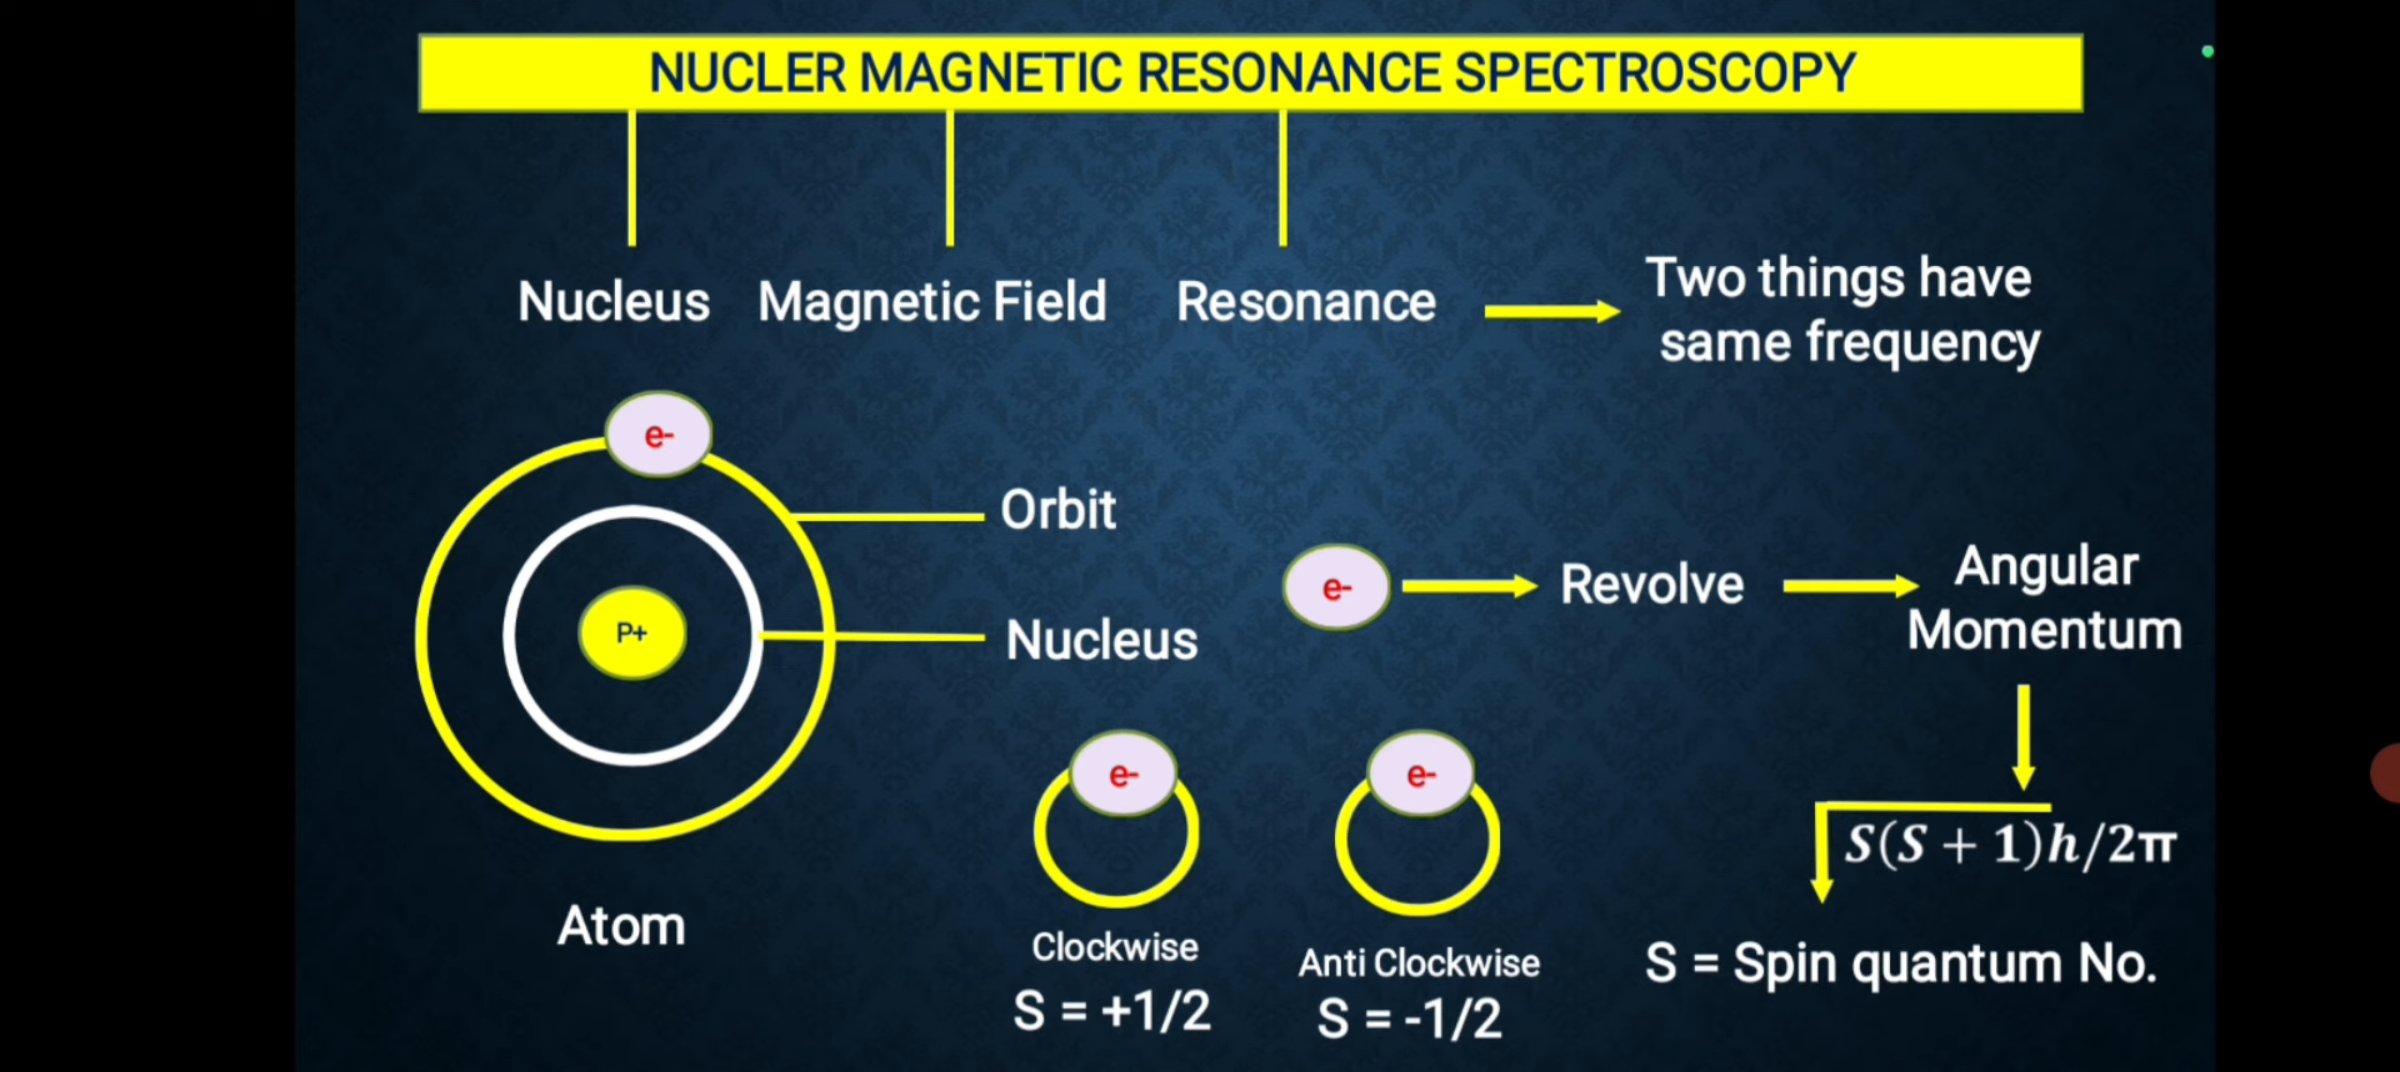 NUCLER MAGNETIC RESONANCE SPECTROSCOPY
Nucleus
Magnetic Field
Resonance
Two things have
same frequency
e-
Orbit
P+
Nucleus
Atom
e-
Revolve
Angular
Momentum
e-
Clockwise
S = +1/2
e-
Anti Clockwise
S = -1/2
S(S + 1)h/2π
S = Spin quantum No.